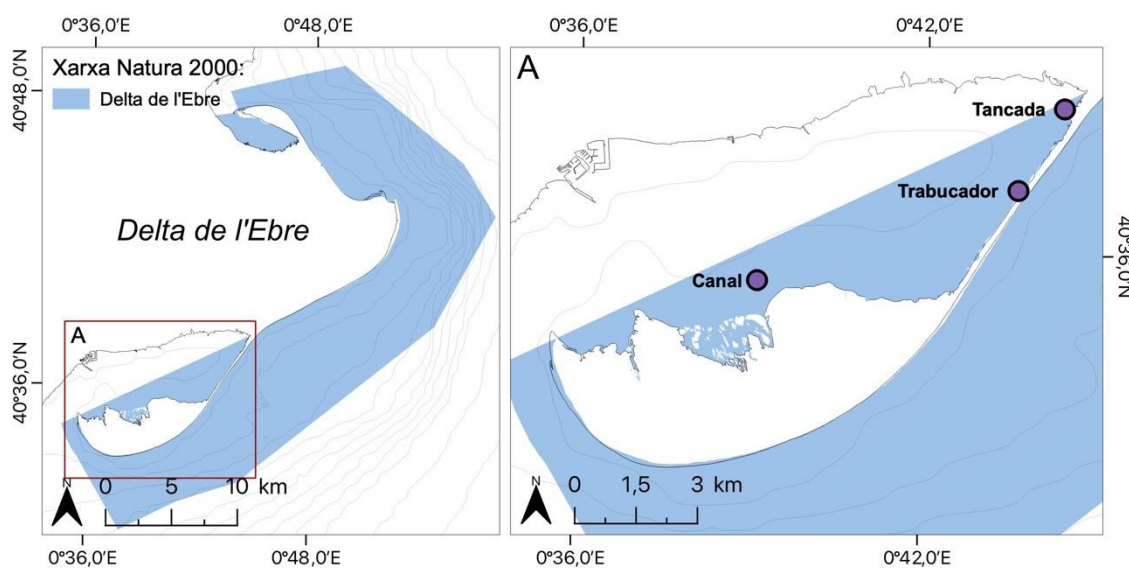 0°36,0'E
0°48,0'E
40°48,0'N
40°36,0'N
Xarxa Natura 2000:
Delta de l'Ebre
Delta de l'Ebre
A
N
0 5 10 km
0°36,0'E
0°48,0'E
0°36,0'E
0°42,0'E
A
Tancada
Trabucador
Canal
40°36,0'N
N
0 1,5 3 km
0°36,0'E
0°42,0'E